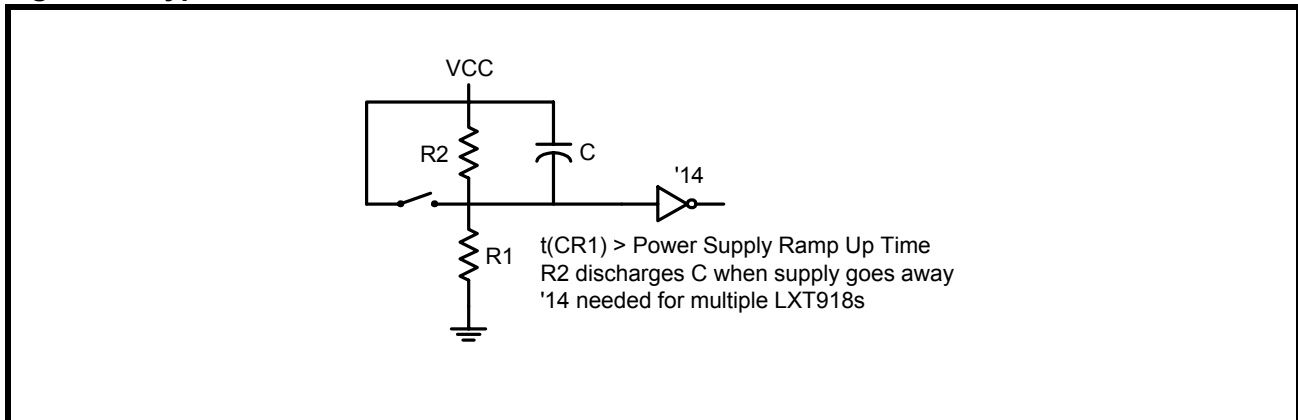 VCC
R2
C
'14
R1
t(CR1) > Power Supply Ramp Up Time
R2 discharges C when supply goes away
'14 needed for multiple LXT918s